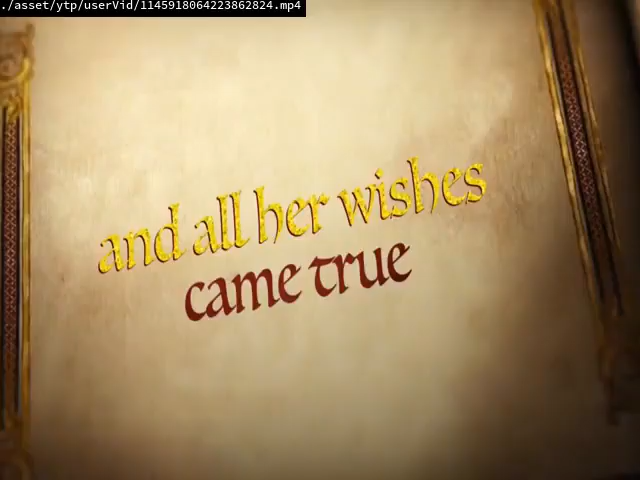 ./asset/ytp/userVid/1145918064223862824.mp4
and all her wishes
came true